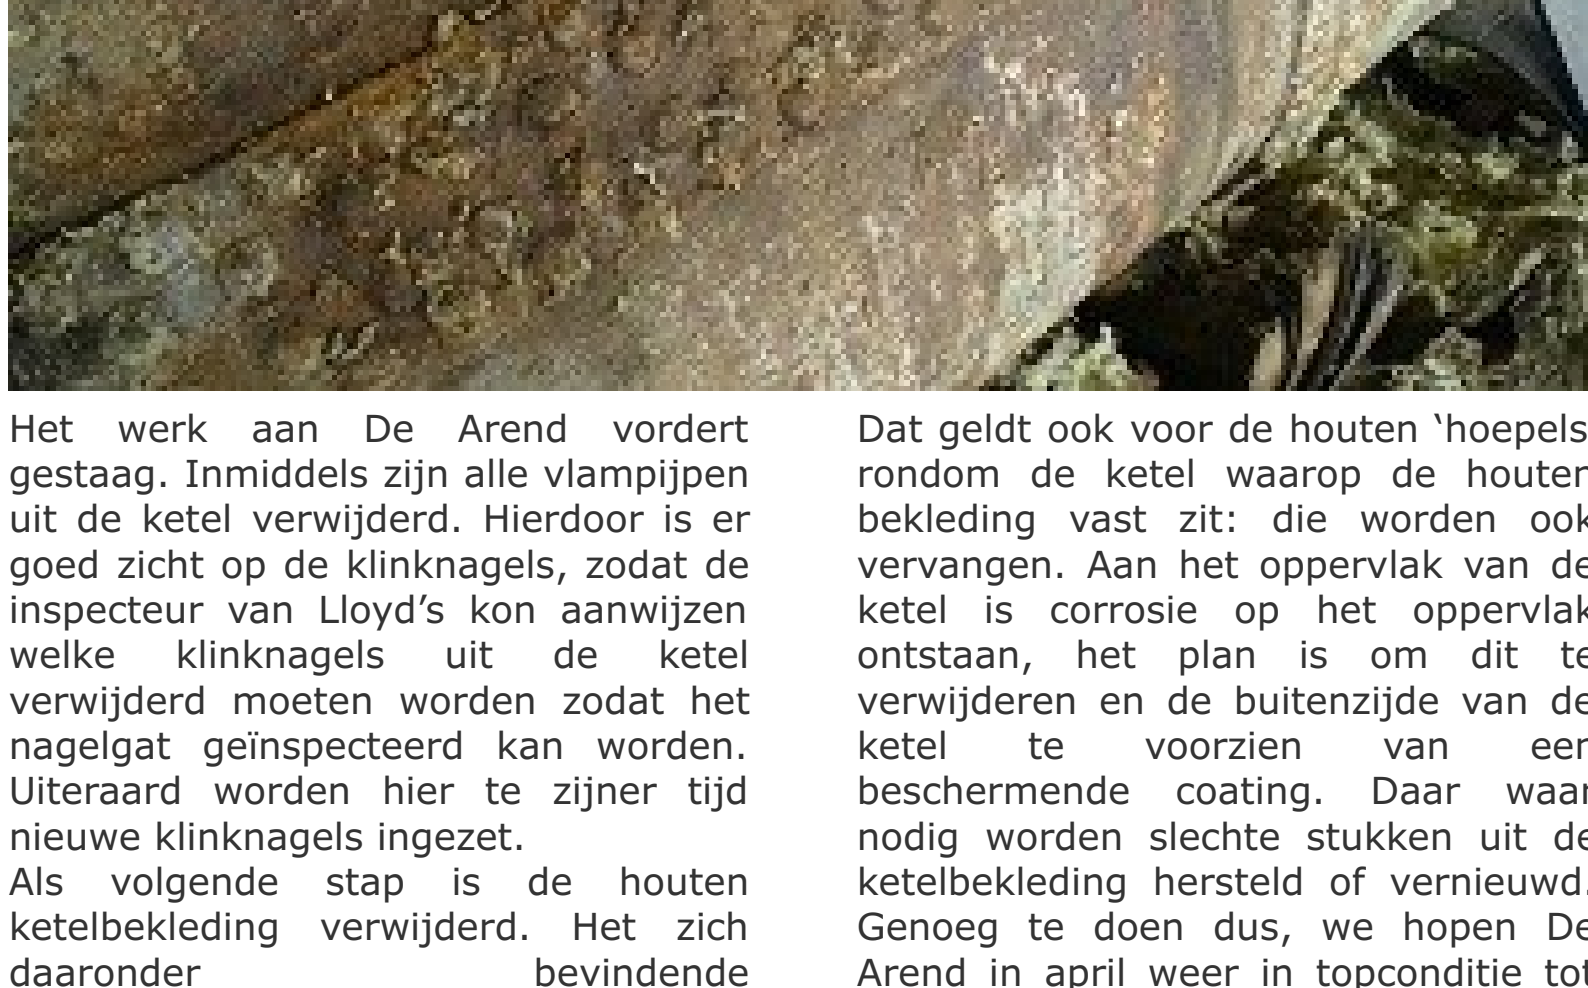 Het werk aan De Arend vordert
gestaag. Inmiddels zijn alle vlampijpen
uit de ketel verwijderd. Hierdoor is er
goed zicht op de klinknagels, zodat de
inspecteur van Lloyd’s kon aanwijzen
welke klinknagels uit de ketel
verwijderd moeten worden zodat het
nagelgat geïnspecteerd kan worden.
Uiteraard worden hier te zijner tijd
nieuwe klinknagels ingezet.
Als volgende stap is de houten
ketelbekleding verwijderd. Het zich
daaronder bevindende
Dat geldt ook voor de houten ‘hoepels
rondom de ketel waarop de houten
bekleding vast zit: die worden ook
vervangen. Aan het oppervlak van de
ketel is corrosie op het oppervlak
ontstaan, het plan is om dit te
verwijderen en de buitenzijde van de
ketel te voorzien van een
beschermende coating. Daar waar
nodig worden slechte stukken uit de
ketelbekleding hersteld of vernieuwd.
Genoeg te doen dus, we hopen De
Arend in april weer in topconditie tot